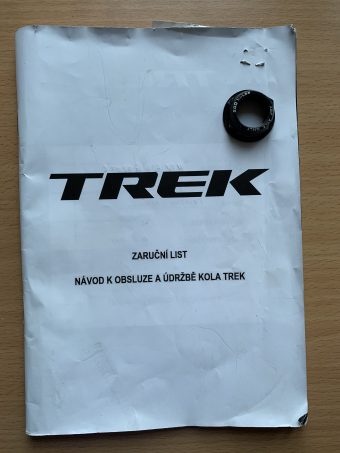 TREK
ZARUČNÍ LIST
NÁVOD K OBSLUZE A ÚDRŽBĚ KOLA TREK